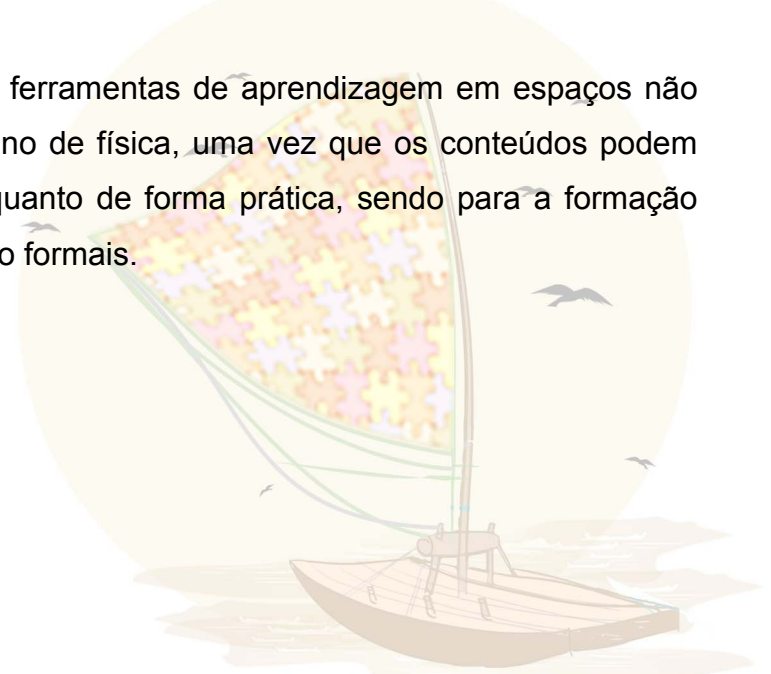 ferramentas de aprendizagem em espaços não
no de física, uma vez que os conteúdos podem
quanto de forma prática, sendo para a formação
o formais.